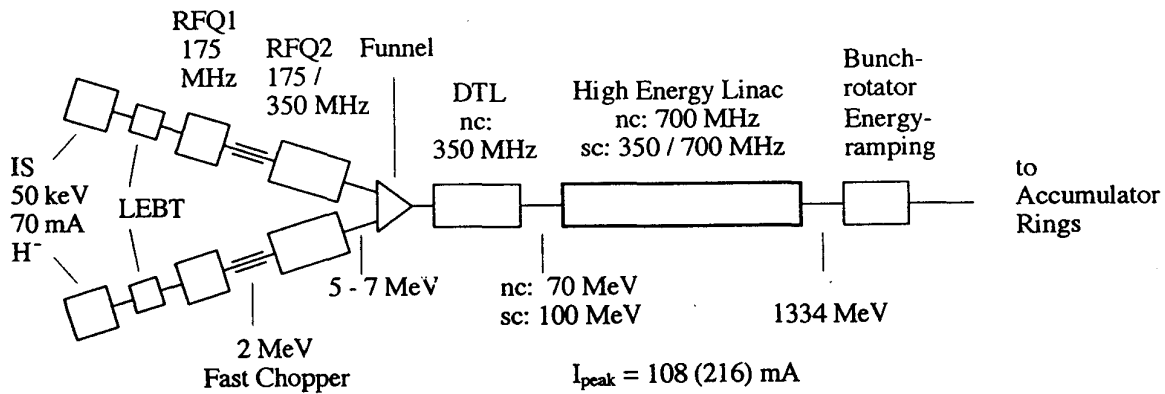 RFQ1
175
MHz
RFQ2
175 /
350 MHz
Funnel
DTL
nc:
350 MHz
High Energy Linac
nc: 700 MHz
sc: 350 / 700 MHz
Bunch-
rotator
Energy-
ramping
to
Accumulator
Rings
IS
50 keV
70 mA
H⁻
LEBT
5 - 7 MeV
2 MeV
Fast Chopper
nc: 70 MeV
sc: 100 MeV
1334 MeV
Ipeak = 108 (216) mA